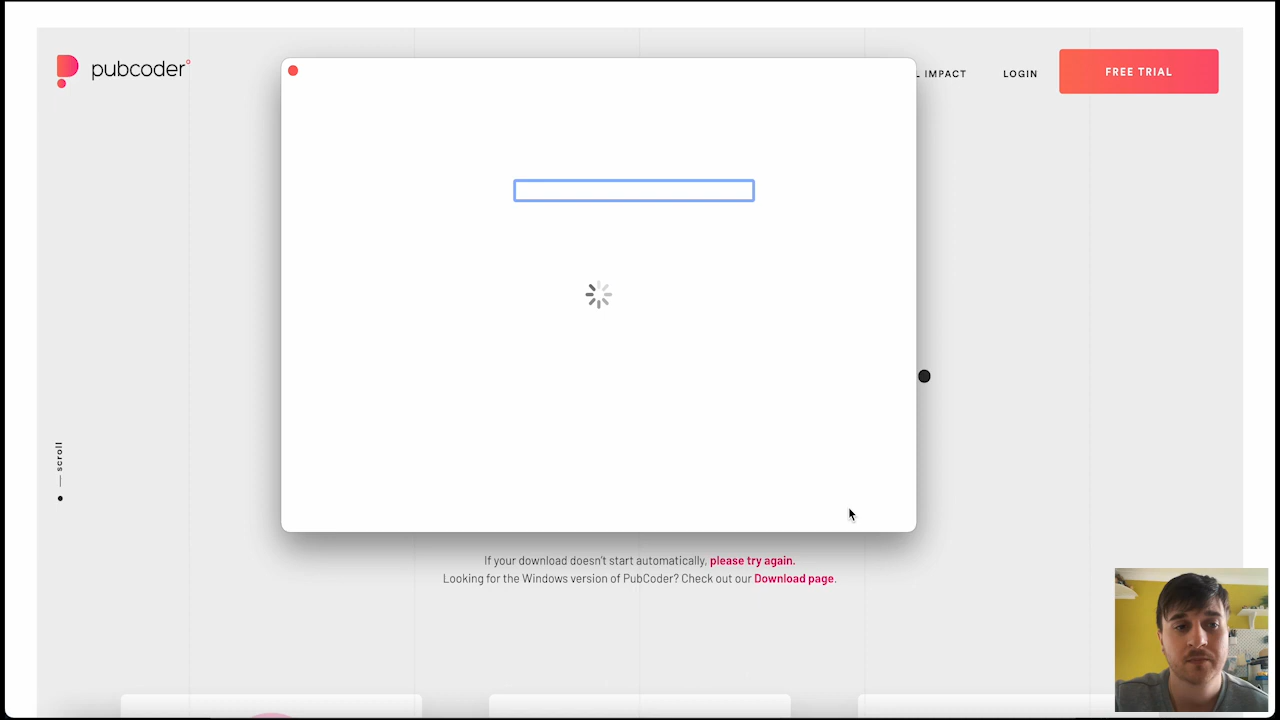 pubcoder°
L IMPACT
LOGIN
FREE TRIAL
scroll
If your download doesn't start automatically, please try again.
Looking for the Windows version of PubCoder? Check out our Download page.